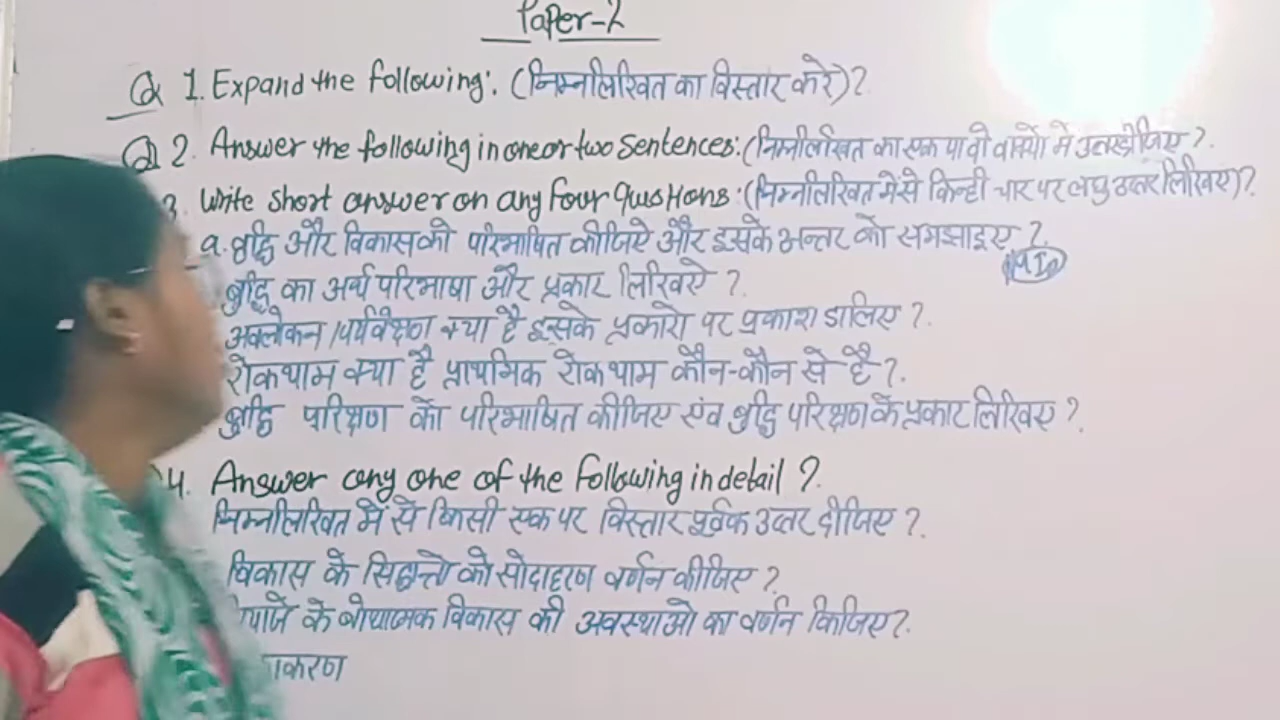 Paper-2
Q 1. Expand the following: (निम्नलिखित का विस्तार करे)?
Q 2. Answer the following in one or two sentences: (निम्नलिखित का एक या दो वाक्यों में उत्तर दीजिए?
3. Write short answer on any four Questions: (निम्नलिखित में से किन्ही चार पर लघु उत्तर लिखिए)?
a. वृद्धि और विकास को परिभाषित कीजिऐ और इसके अन्तर को समझाइए?
बुद्धि का अर्थ परिभाषा और प्रकार लिखिऐ ?
अवलोकन/पर्यवेक्षण क्या है इसके प्रकारो पर प्रकाश डालिए ?.
रोकथाम क्या है प्राथमिक रोकथाम कौन-कौन से है ?.
बुद्धि परिक्षण को परिभाषित कीजिए एंव बुद्धि परिक्षण के प्रकार लिखिए ?
4. Answer any one of the following in detail ?.
निम्नलिखित में से किसी एक पर विस्तार पूर्वक उत्तर दीजिए ?.
विकास के सिद्धान्तो को सोदाहरण वर्णन कीजिए ?
के बोधात्मक विकास की अवस्थाओ का वर्णन किजिए?.
करण